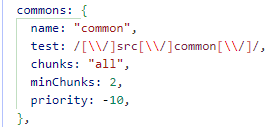 commons: {
name: "common",
test: /[\\/]src[\\/]common[\\/]/,
chunks: "all",
minChunks: 2,
priority: -10,
},